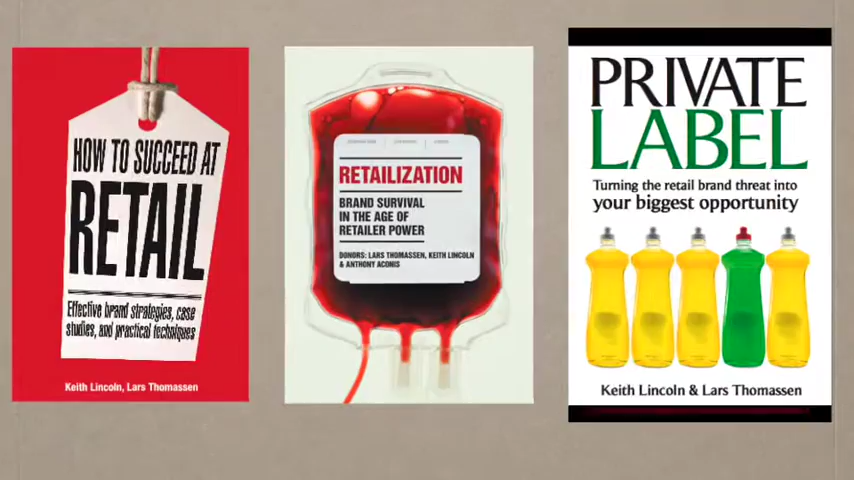 HOW TO SUCCEED AT
RETAIL
Effective brand strategies, case
studies, and practical techniques
Keith Lincoln, Lars Thomassen
RETAILIZATION
BRAND SURVIVAL
IN THE AGE OF
RETAILER POWER
DONORS: LARS THOMASSEN, KEITH LINCOLN
& ANTHONY ACONIS
PRIVATE
LABEL
Turning the retail brand threat into
your biggest opportunity
Keith Lincoln & Lars Thomassen